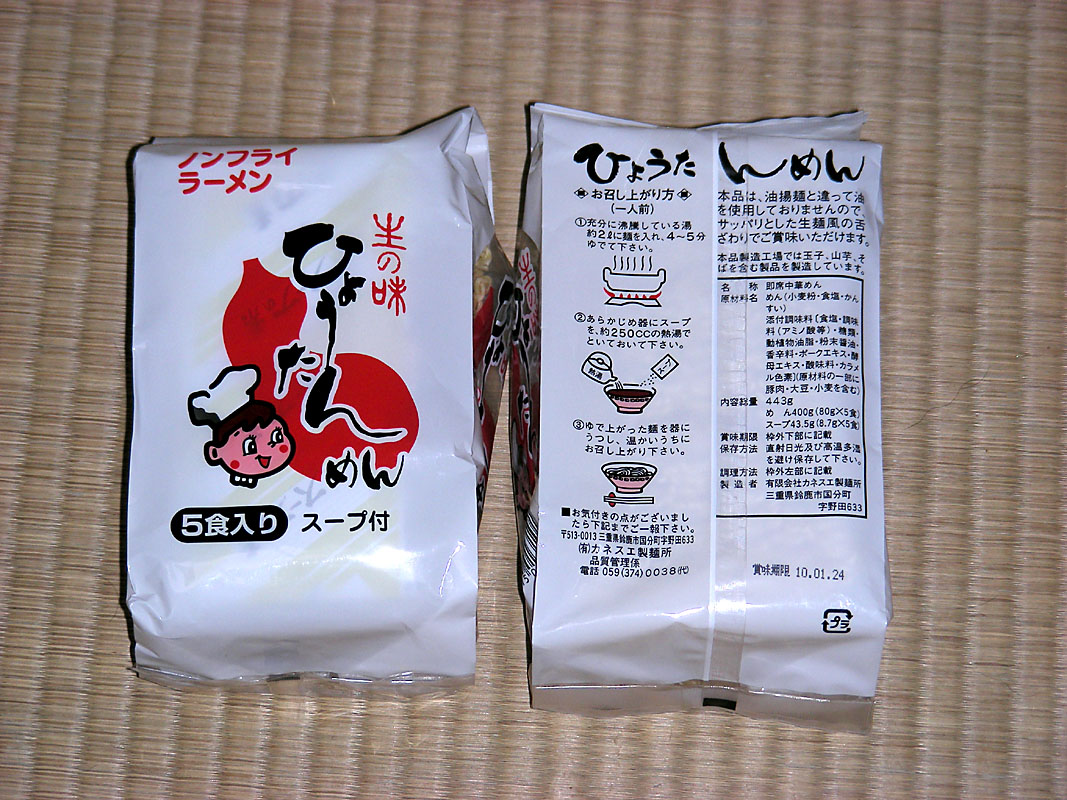 ノンフライ
ラーメン
生の味
ひょうたん
めん
5食入り スープ付
ひょうたんめん
お召し上がり方
(一人前)
①充分に沸騰している湯
約2ℓに麺を入れ、4〜5分
ゆでて下さい。
②あらかじめ器にスープ
を、約250CCの熱湯で
といておいて下さい。
熱湯
スープ
③ゆで上がった麺を器に
うつし、温かいうちに
お召し上がり下さい。
■お気付きの点がございまし
たら下記までご一報下さい。
〒513-0013 三重県鈴鹿市国分町字野田633
(有)カネスエ製麺所
品質管理係
電話 059(374)0038(代)
本品は、油揚麺と違って油
を使用しておりませんので、
サッパリとした生麺風の舌
ざわりでご賞味いただけます。
本品製造工場では玉子、山芋、そ
ばを含む製品を製造しています。
名称 即席中華めん
原材料名 めん(小麦粉・食塩・かん
すい)
添付調味料〔食塩・調味
料(アミノ酸等)・糖類・
動植物油脂・粉末醤油・
香辛料・ポークエキス・酵
母エキス・酸味料・カラメ
ル色素〕(原材料の一部に
豚肉・大豆・小麦を含む)
内容総量 443g
めん400g(80g×5食)
スープ43.5g(8.7g×5食)
賞味期限 枠外下部に記載
保存方法 直射日光及び高温多湿
を避け保存して下さい。
調理方法 枠外左部に記載
製造者 有限会社カネスエ製麺所
三重県鈴鹿市国分町
字野田633
賞味期限 10.01.24
プラ